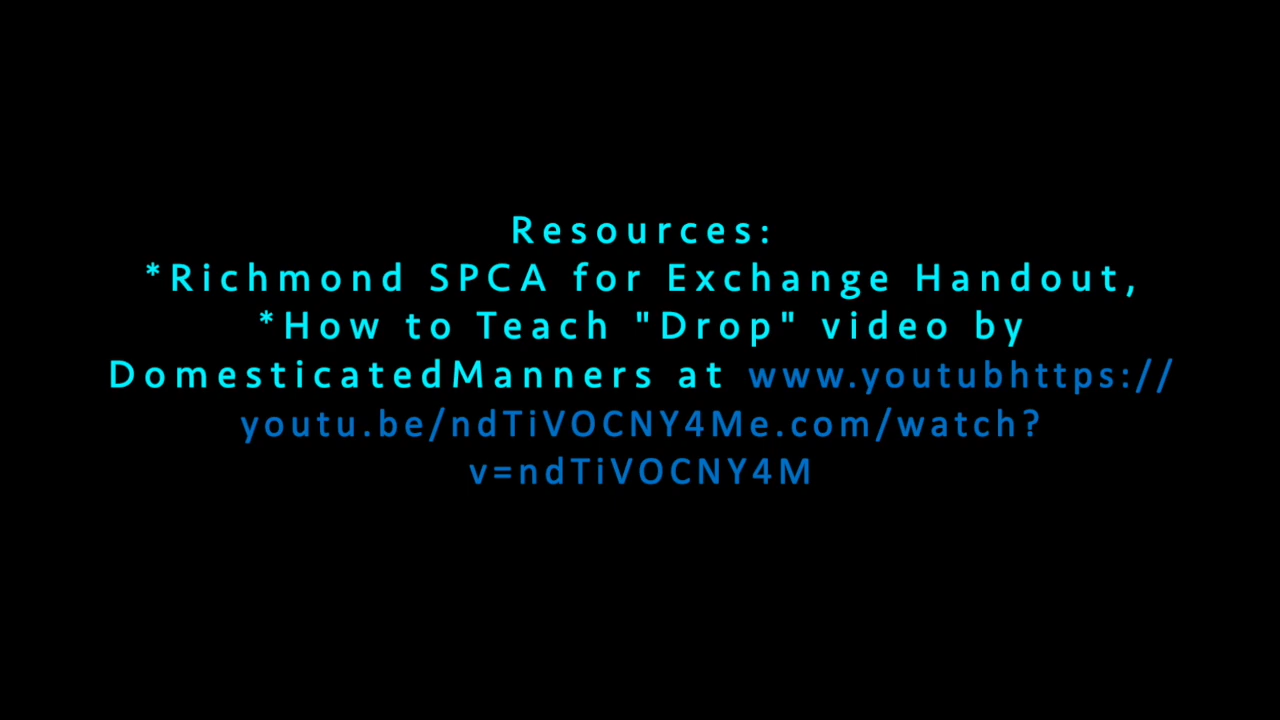 Resources:
*Richmond SPCA for Exchange Handout,
*How to Teach "Drop" video by
DomesticatedManners at www.youtubhttps://
youtu.be/ndTiVOCNY4Me.com/watch?
v=ndTiVOCNY4M